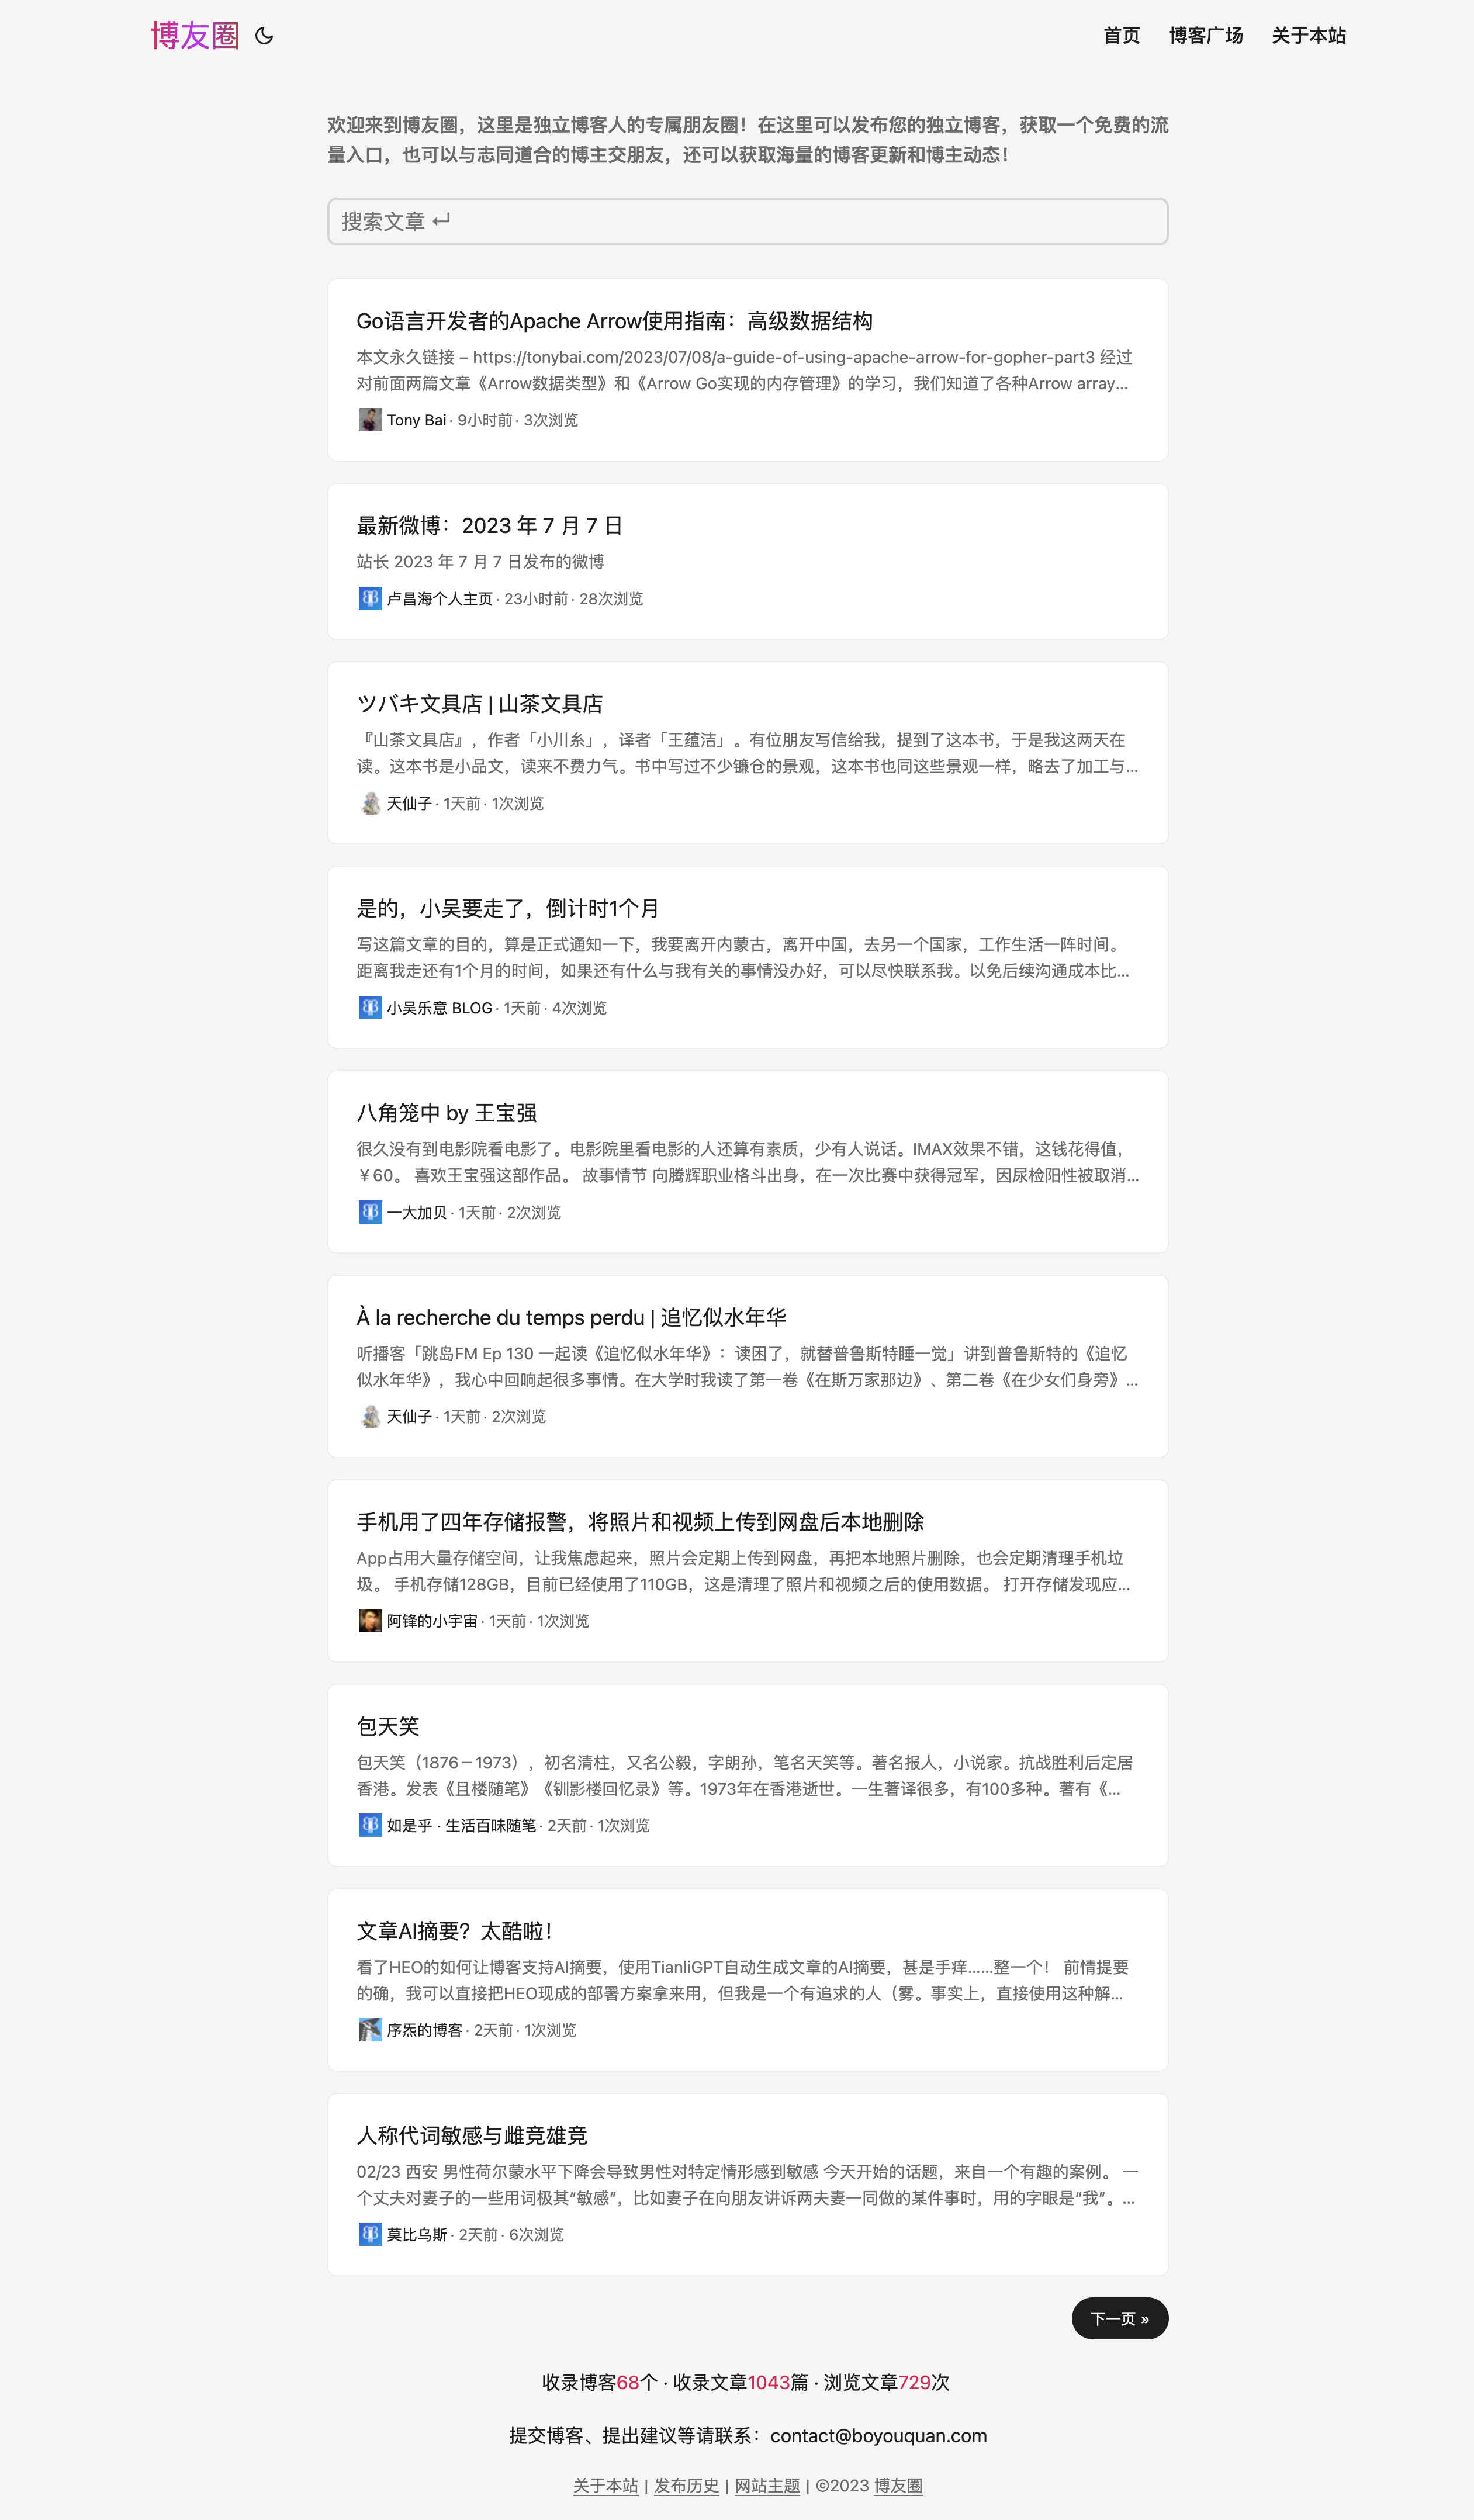 博友圈
首页 博客广场 关于本站
欢迎来到博友圈，这里是独立博客人的专属朋友圈！在这里可以发布您的独立博客，获取一个免费的流
量入口，也可以与志同道合的博主交朋友，还可以获取海量的博客更新和博主动态！
搜索文章 ↵
Go语言开发者的Apache Arrow使用指南：高级数据结构
本文永久链接 – https://tonybai.com/2023/07/08/a-guide-of-using-apache-arrow-for-gopher-part3 经过
对前面两篇文章《Arrow数据类型》和《Arrow Go实现的内存管理》的学习，我们知道了各种Arrow array...
Tony Bai · 9小时前 · 3次浏览
最新微博：2023 年 7 月 7 日
站长 2023 年 7 月 7 日发布的微博
卢昌海个人主页 · 23小时前 · 28次浏览
ツバキ文具店 | 山茶文具店
『山茶文具店』，作者「小川糸」，译者「王蕴洁」。有位朋友写信给我，提到了这本书，于是我这两天在
读。这本书是小品文，读来不费力气。书中写过不少镰仓的景观，这本书也同这些景观一样，略去了加工与...
天仙子 · 1天前 · 1次浏览
是的，小吴要走了，倒计时1个月
写这篇文章的目的，算是正式通知一下，我要离开内蒙古，离开中国，去另一个国家，工作生活一阵时间。
距离我走还有1个月的时间，如果还有什么与我有关的事情没办好，可以尽快联系我。以免后续沟通成本比...
小吴乐意 BLOG · 1天前 · 4次浏览
八角笼中 by 王宝强
很久没有到电影院看电影了。电影院里看电影的人还算有素质，少有人说话。IMAX效果不错，这钱花得值，
￥60。 喜欢王宝强这部作品。 故事情节 向腾辉职业格斗出身，在一次比赛中获得冠军，因尿检阳性被取消...
一大加贝 · 1天前 · 2次浏览
À la recherche du temps perdu | 追忆似水年华
听播客「跳岛FM Ep 130 一起读《追忆似水年华》：读困了，就替普鲁斯特睡一觉」讲到普鲁斯特的《追忆
似水年华》，我心中回响起很多事情。在大学时我读了第一卷《在斯万家那边》、第二卷《在少女们身旁》...
天仙子 · 1天前 · 2次浏览
手机用了四年存储报警，将照片和视频上传到网盘后本地删除
App占用大量存储空间，让我焦虑起来，照片会定期上传到网盘，再把本地照片删除，也会定期清理手机垃
圾。 手机存储128GB，目前已经使用了110GB，这是清理了照片和视频之后的使用数据。 打开存储发现应...
阿锋的小宇宙 · 1天前 · 1次浏览
包天笑
包天笑（1876－1973），初名清柱，又名公毅，字朗孙，笔名天笑等。著名报人，小说家。抗战胜利后定居
香港。发表《且楼随笔》《钏影楼回忆录》等。1973年在香港逝世。一生著译很多，有100多种。著有《...
如是乎 · 生活百味随笔 · 2天前 · 1次浏览
文章AI摘要？太酷啦！
看了HEO的如何让博客支持AI摘要，使用TianliGPT自动生成文章的AI摘要，甚是手痒……整一个！ 前情提要
的确，我可以直接把HEO现成的部署方案拿来用，但我是一个有追求的人（雾。事实上，直接使用这种解...
序炁的博客 · 2天前 · 1次浏览
人称代词敏感与雌竞雄竞
02/23 西安 男性荷尔蒙水平下降会导致男性对特定情形感到敏感 今天开始的话题，来自一个有趣的案例。 一
个丈夫对妻子的一些用词极其“敏感”，比如妻子在向朋友讲诉两夫妻一同做的某件事时，用的字眼是“我”。...
莫比乌斯 · 2天前 · 6次浏览
下一页 »
收录博客68个 · 收录文章1043篇 · 浏览文章729次
提交博客、提出建议等请联系：contact@boyouquan.com
关于本站 | 发布历史 | 网站主题 | ©2023 博友圈